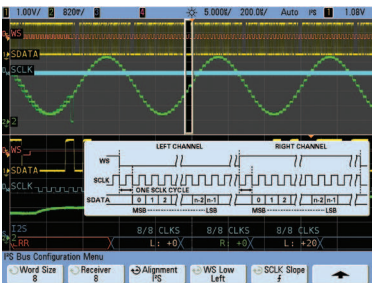 1 1.00V/ 2 820▽/ 3 4 5.000%/ 200.0%/ Auto I²S 1 1.08V
WS
SDATA
SCLK
2
WS
SDATA
SCLK
LEFT CHANNEL RIGHT CHANNEL
WS
SCLK
ONE SCLK CYCLE
SDATA 0 1 2 n-2 n-1 0 1 2 n-2 n-1
MSB LSB MSB LSB
I2S 8/8 CLKS 8/8 CLKS
ERR L: +0 R: +0 L: +20
I²S Bus Configuration Menu
Word Size Receiver Alignment WS Low SCLK Slope
8 8 I²S Left